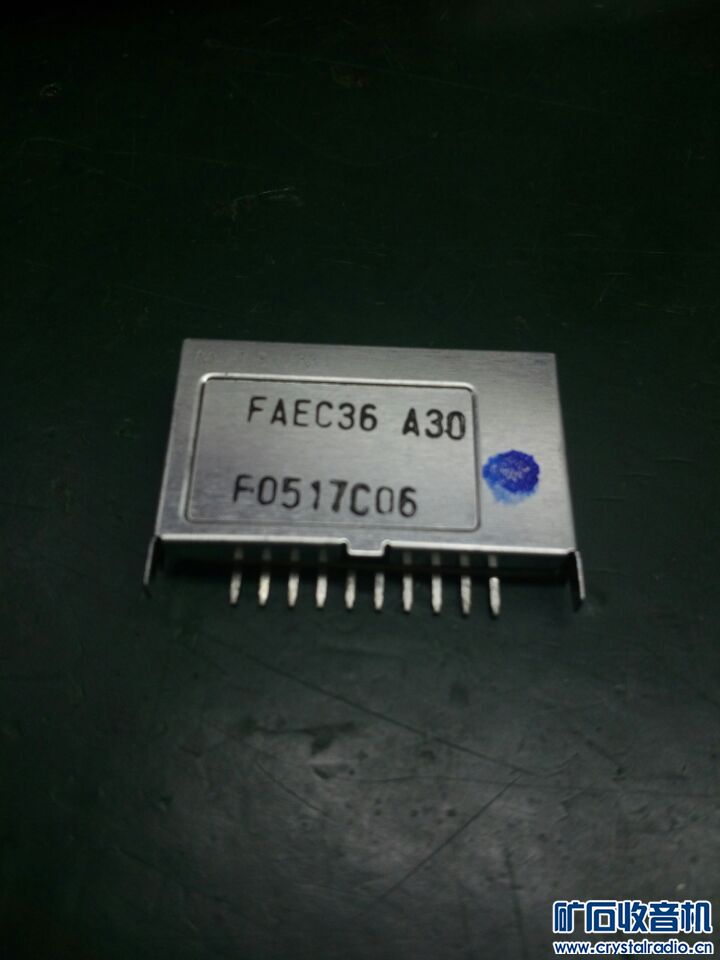 FAEC36 A30
F0517C06
矿石收音机
www.crystalradio.cn